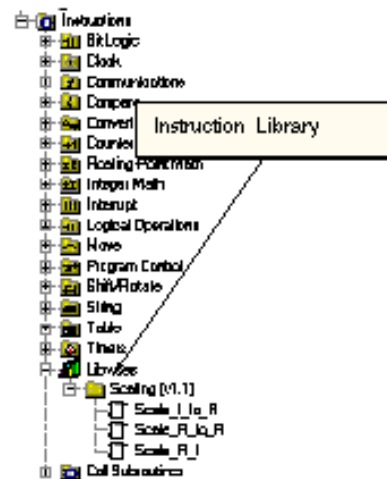 Instructions
Bit Logic
Clock
Communications
Compare
Convert
Counter
Floating-Point Math
Integer Math
Interrupt
Logical Operations
Move
Program Control
Shift/Rotate
String
Table
Timers
Libraries
Scaling (v1.1)
Scale_I_to_R
Scale_R_to_R
Scale_R_I
Call Subroutines
Instruction Library